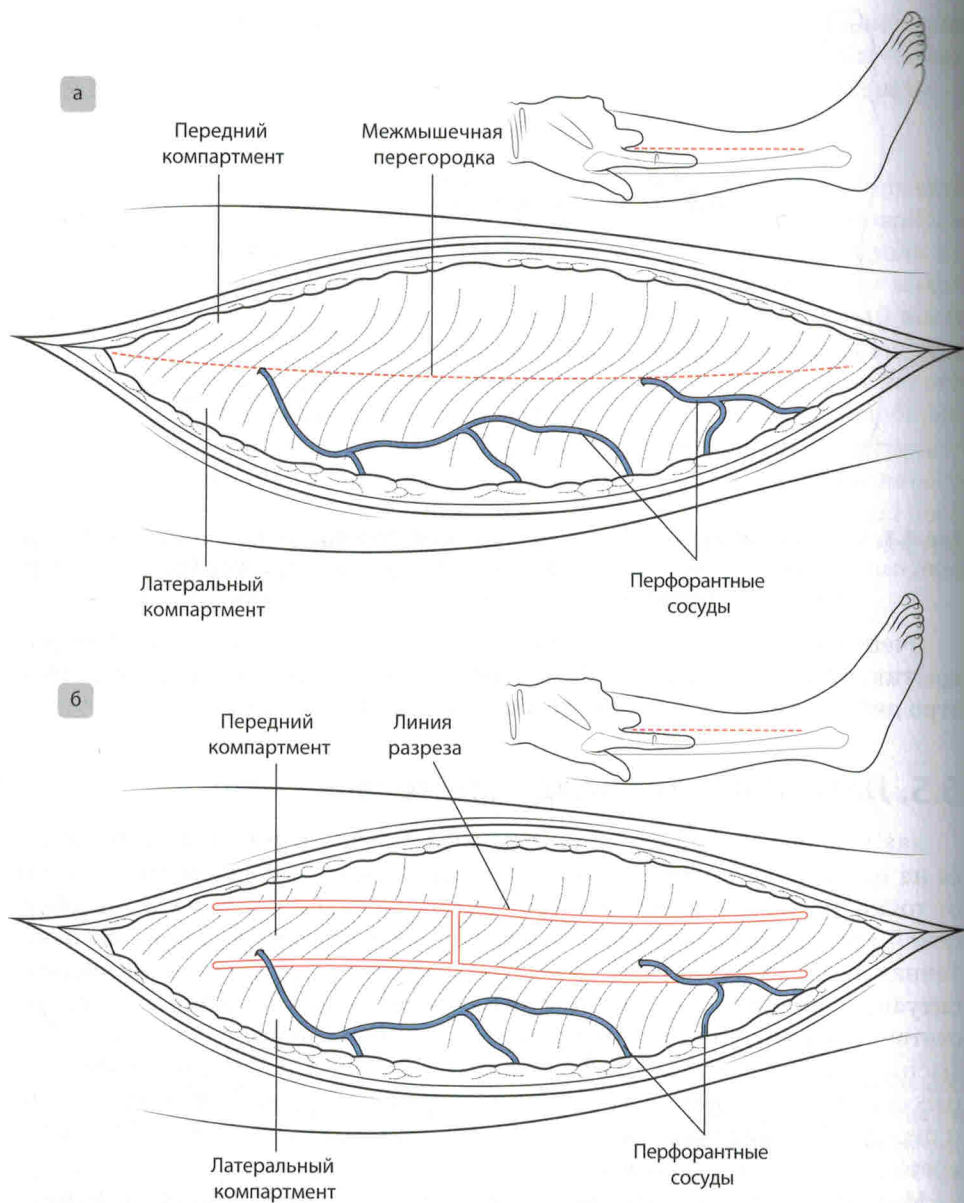 а
Передний
компартмент
Межмышечная
перегородка
Латеральный
компартмент
Перфорантные
сосуды
б
Передний
компартмент
Линия
разреза
Латеральный
компартмент
Перфорантные
сосуды